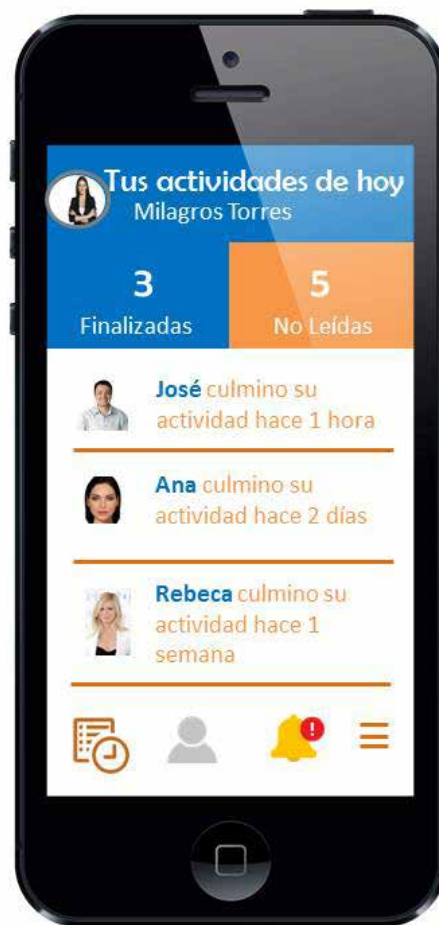 Tus actividades de hoy
Milagros Torres
3
Finalizadas
5
No Leídas
José culmino su
actividad hace 1 hora
Ana culmino su
actividad hace 2 días
Rebeca culmino su
actividad hace 1
semana
!